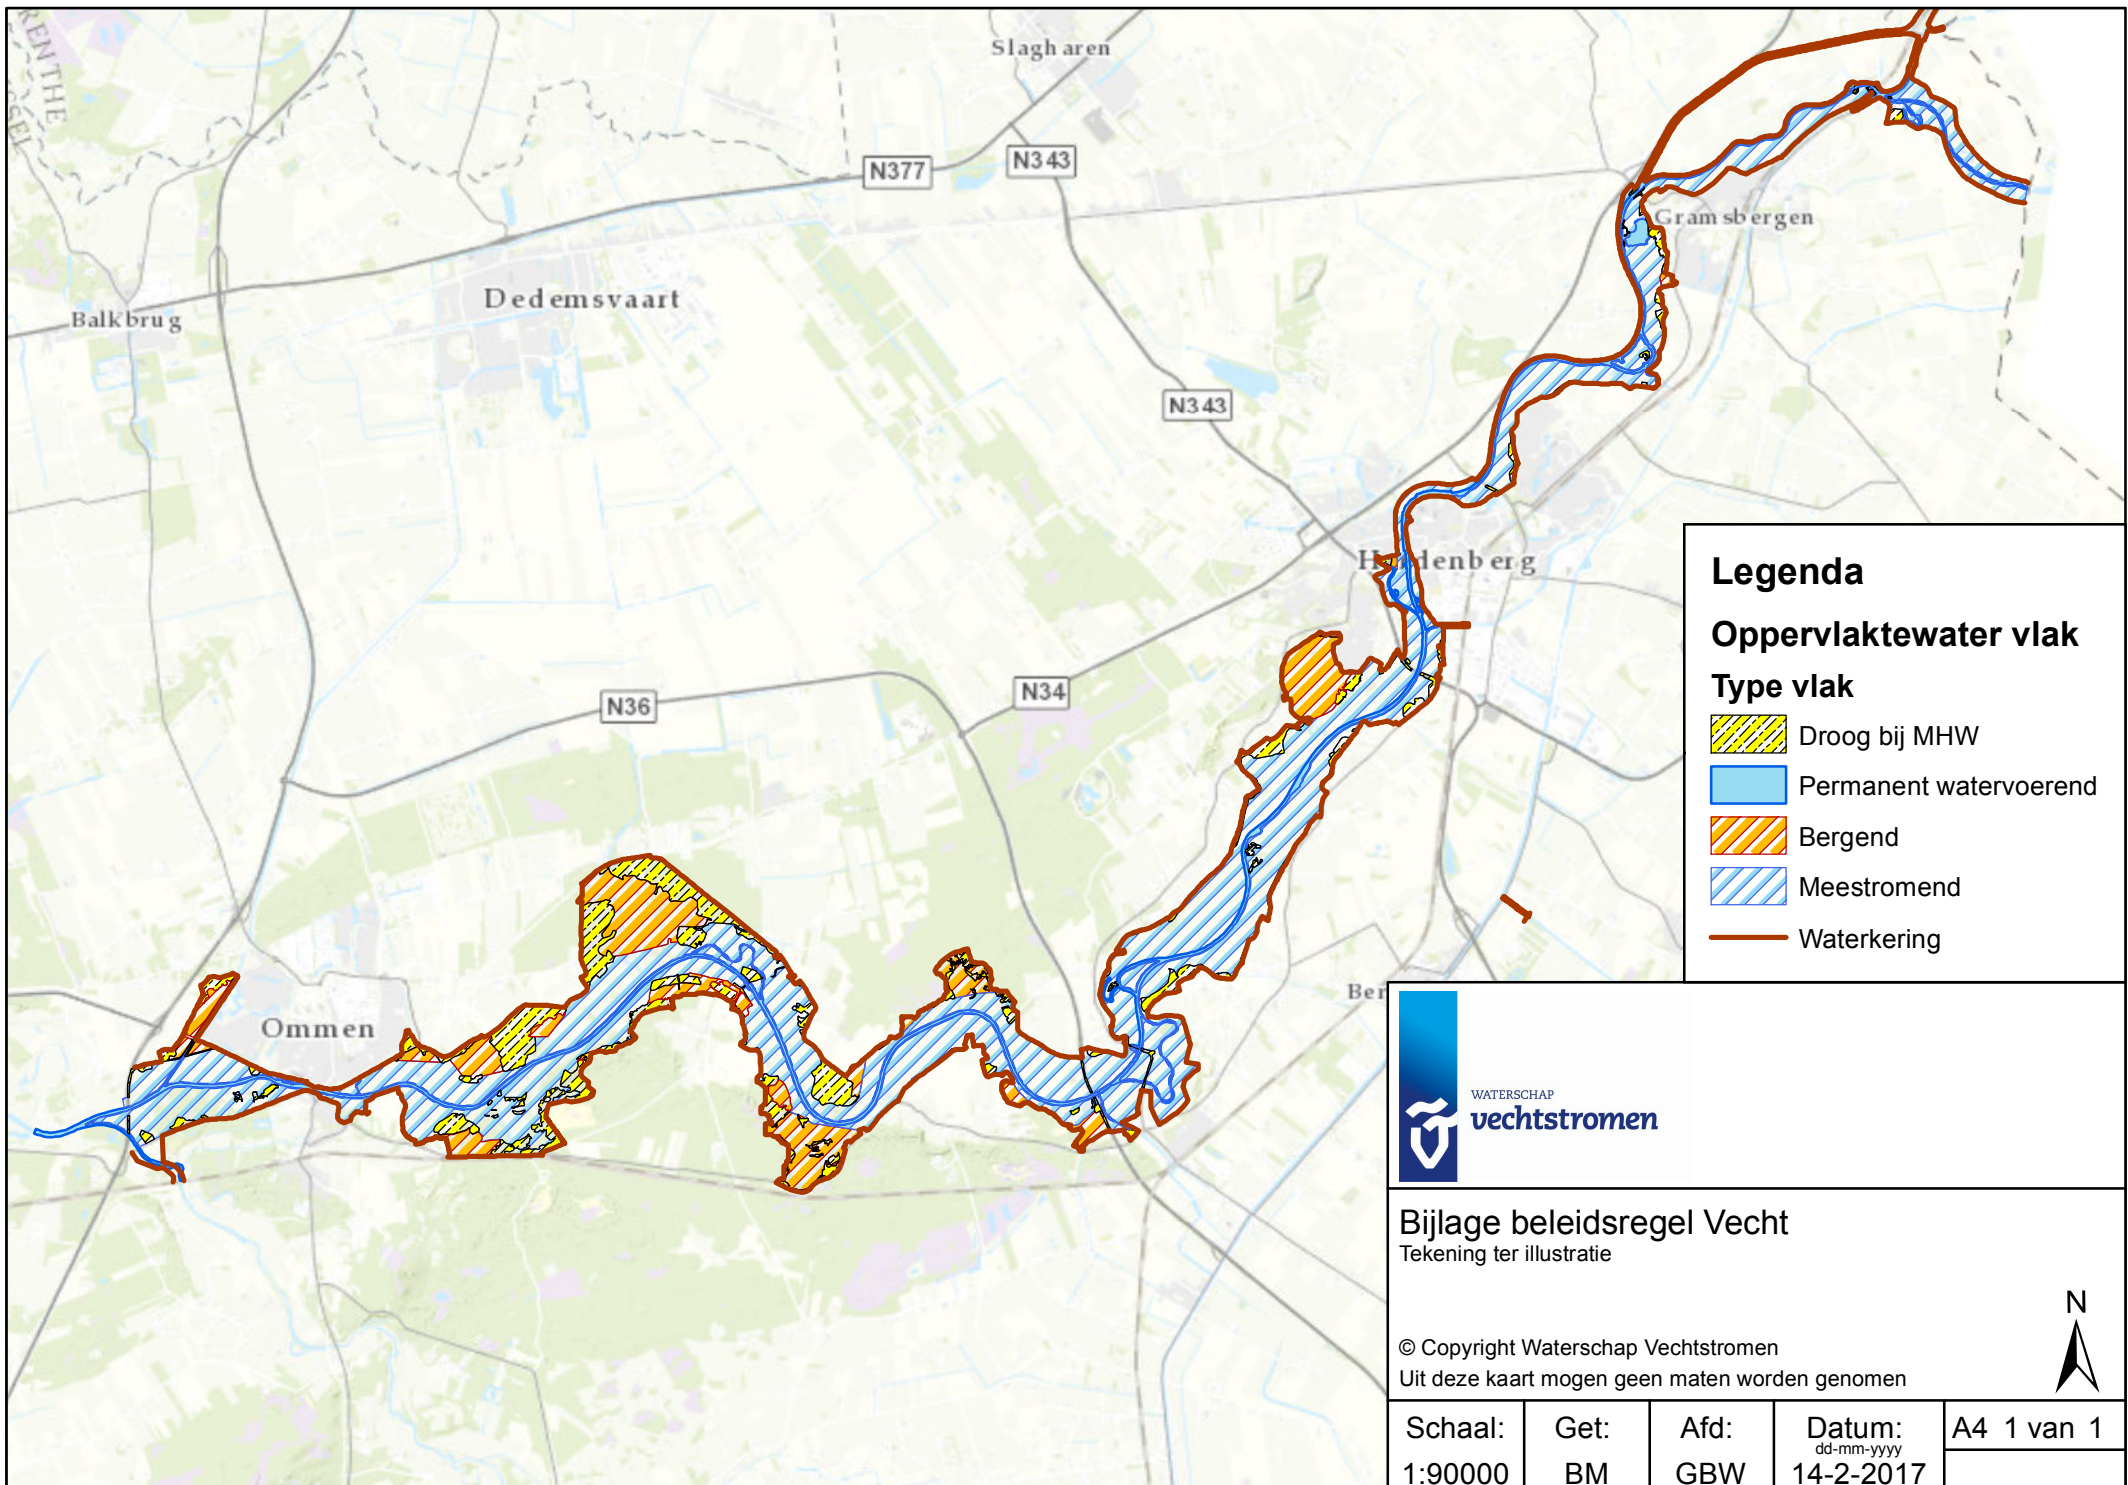 Slagharen
N377
N343
Gramsbergen
Dedemsvaart
Balkbrug
N343
N36
N34
Ommen
Ber
Legenda
Oppervlaktewater vlak
Type vlak
Droog bij MHW
Permanent watervoerend
Bergend
Meestromend
Waterkering
WATERSCHAP
vechtstromen
Bijlage beleidsregel Vecht
Tekening ter illustratie
N
© Copyright Waterschap Vechtstromen
Uit deze kaart mogen geen maten worden genomen
Schaal: Get: Afd: Datum: A4 1 van 1
dd-mm-yyyy
1:90000 BM GBW 14-2-2017